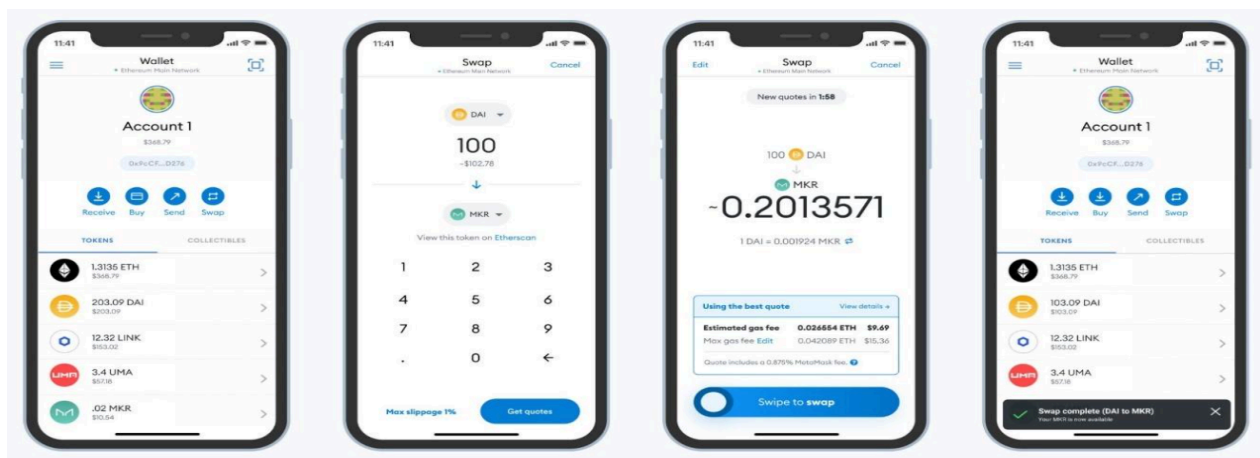 11:41
Wallet
Ethereum Main Network
Account 1
$368.79
0x9cCF...D276
Receive Buy Send Swap
TOKENS COLLECTIBLES
1.3135 ETH
$368.79
203.09 DAI
$203.09
12.32 LINK
$153.02
UMA
3.4 UMA
$57.18
.02 MKR
$10.54
11:41
Swap Cancel
Ethereum Main Network
DAI
100
~$102.78
MKR
View this token on Etherscan
1 2 3
4 5 6
7 8 9
. 0
Max slippage 1% Get quotes
11:41
Edit Swap Cancel
Ethereum Main Network
New quotes in 1:58
100 DAI
MKR
~0.2013571
1 DAI = 0.001924 MKR
Using the best quote View details
Estimated gas fee 0.026554 ETH $9.69
Max gas fee Edit 0.042089 ETH $15.36
Quote includes a 0.875% MetaMask fee. ?
Swipe to swap
11:41
Wallet
Ethereum Main Network
Account 1
$368.79
0x9cCF...D276
Receive Buy Send Swap
TOKENS COLLECTIBLES
1.3135 ETH
$368.79
103.09 DAI
$103.09
12.32 LINK
$153.02
UMA
3.4 UMA
$57.18
Swap complete (DAI to MKR)
Your MKR is now available